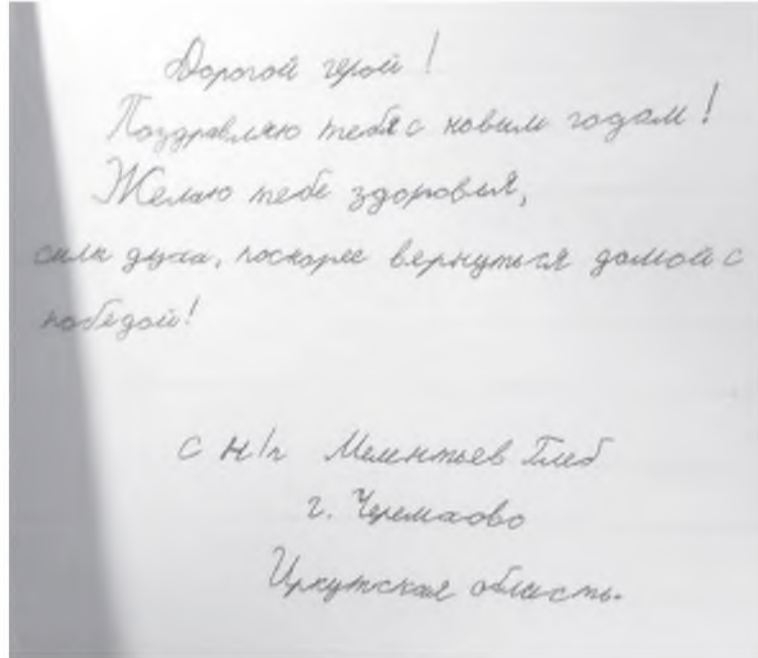 Дорогой герой!
Поздравляю тебя с новым годом!
Желаю тебе здоровья,
силы духа, поскорее вернуться домой с
победой!
С Н/г Мелентьев Глеб
г. Черемхово
Иркутская область.